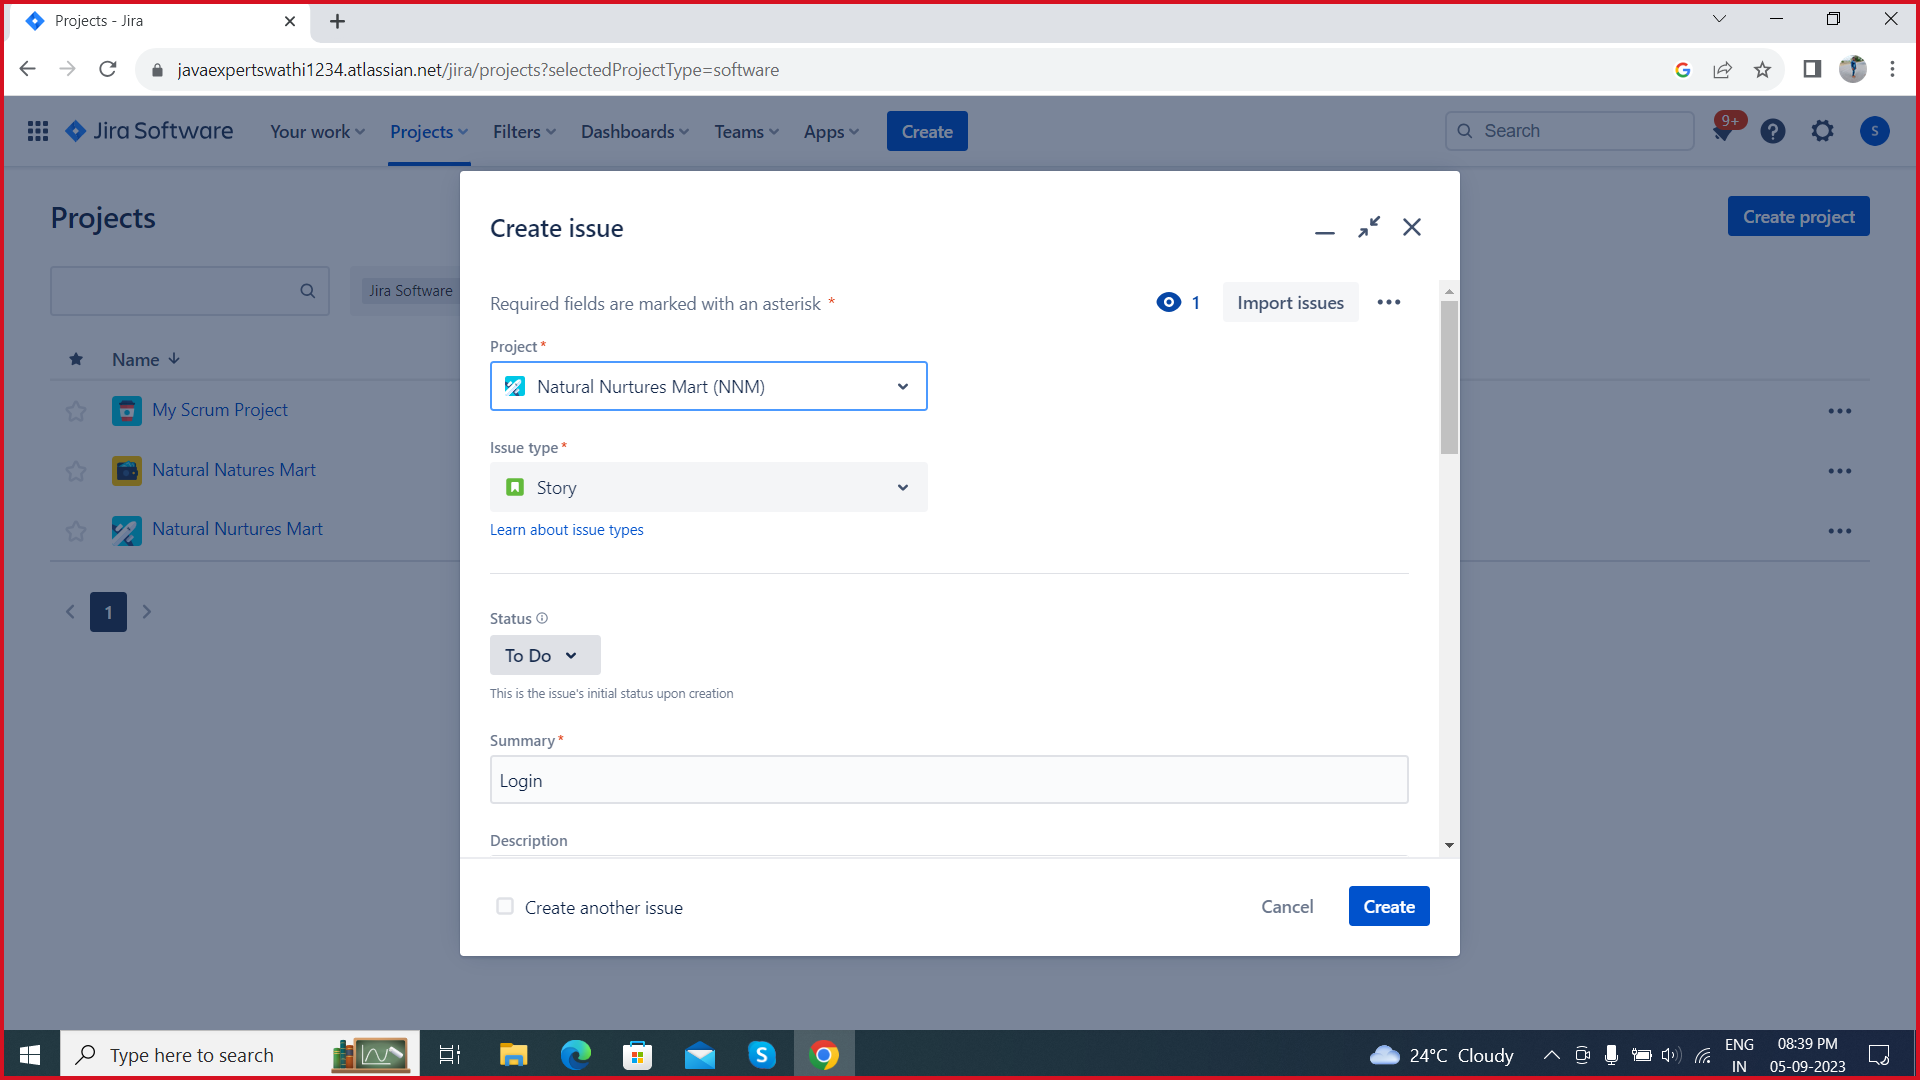 Projects - Jira
javaexpertswathi1234.atlassian.net/jira/projects?selectedProjectType=software
Jira Software
Your work
Projects
Filters
Dashboards
Teams
Apps
Create
Search
9+
S
Projects
Create project
Jira Software
Name
My Scrum Project
Natural Natures Mart
Natural Nurtures Mart
1
Create issue
Required fields are marked with an asterisk *
1
Import issues
Project *
Natural Nurtures Mart (NNM)
Issue type *
Story
Learn about issue types
Status
To Do
This is the issue's initial status upon creation
Summary *
Login
Description
Create another issue
Cancel
Create
Type here to search
24°C Cloudy
ENG
IN
08:39 PM
05-09-2023